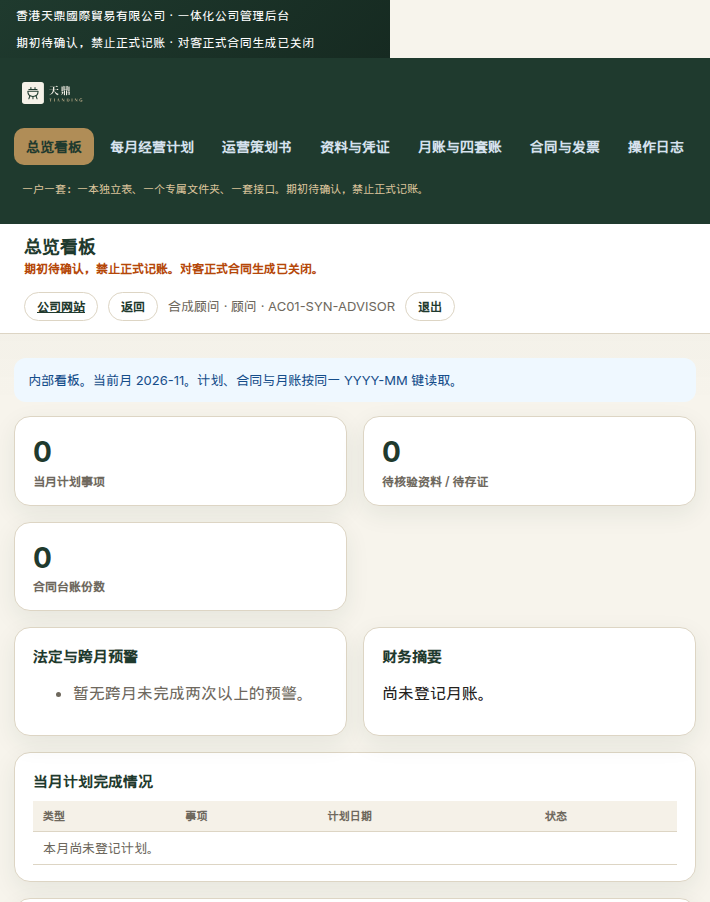 香港天鼎國際貿易有限公司 · 一体化公司管理后台
期初待确认，禁止正式记账 · 对客正式合同生成已关闭
天鼎
TIANDING
总览看板 每月经营计划 运营策划书 资料与凭证 月账与四套账 合同与发票 操作日志
一户一套：一本独立表、一个专属文件夹、一套接口。期初待确认，禁止正式记账。
总览看板
期初待确认，禁止正式记账。对客正式合同生成已关闭。
公司网站 返回 合成顾问 · 顾问 · AC01-SYN-ADVISOR 退出
内部看板。当前月 2026-11。计划、合同与月账按同一 YYYY-MM 键读取。
0
当月计划事项
0
待核验资料 / 待存证
0
合同台账份数
法定与跨月预警
• 暂无跨月未完成两次以上的预警。
财务摘要
尚未登记月账。
当月计划完成情况
类型 事项 计划日期 状态
本月尚未登记计划。